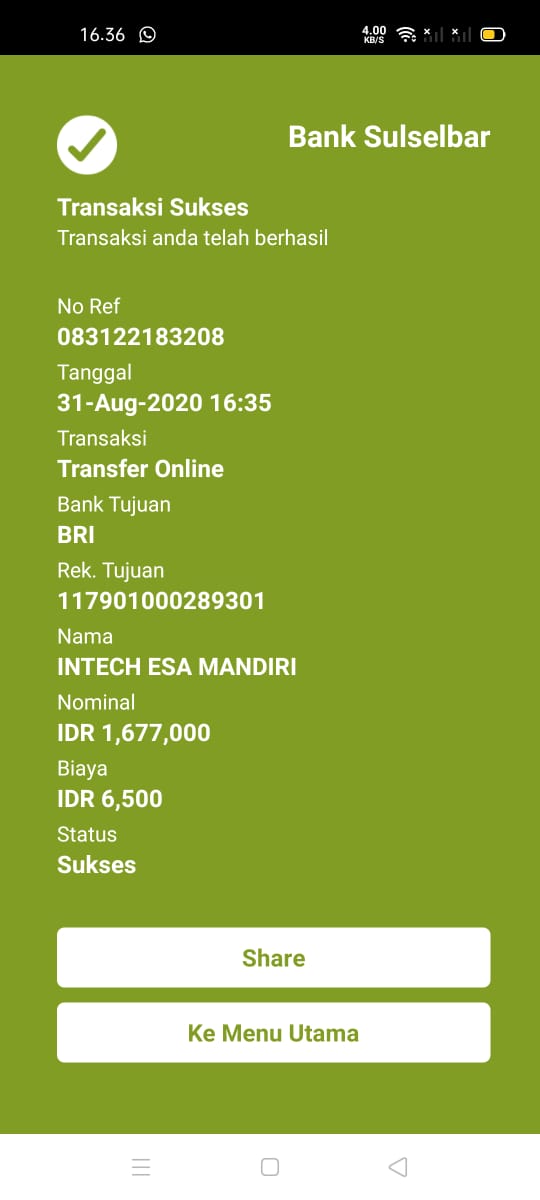 16.36
4.00
KB/S
Bank Sulselbar
Transaksi Sukses
Transaksi anda telah berhasil
No Ref
083122183208
Tanggal
31-Aug-2020 16:35
Transaksi
Transfer Online
Bank Tujuan
BRI
Rek. Tujuan
117901000289301
Nama
INTECH ESA MANDIRI
Nominal
IDR 1,677,000
Biaya
IDR 6,500
Status
Sukses
Share
Ke Menu Utama